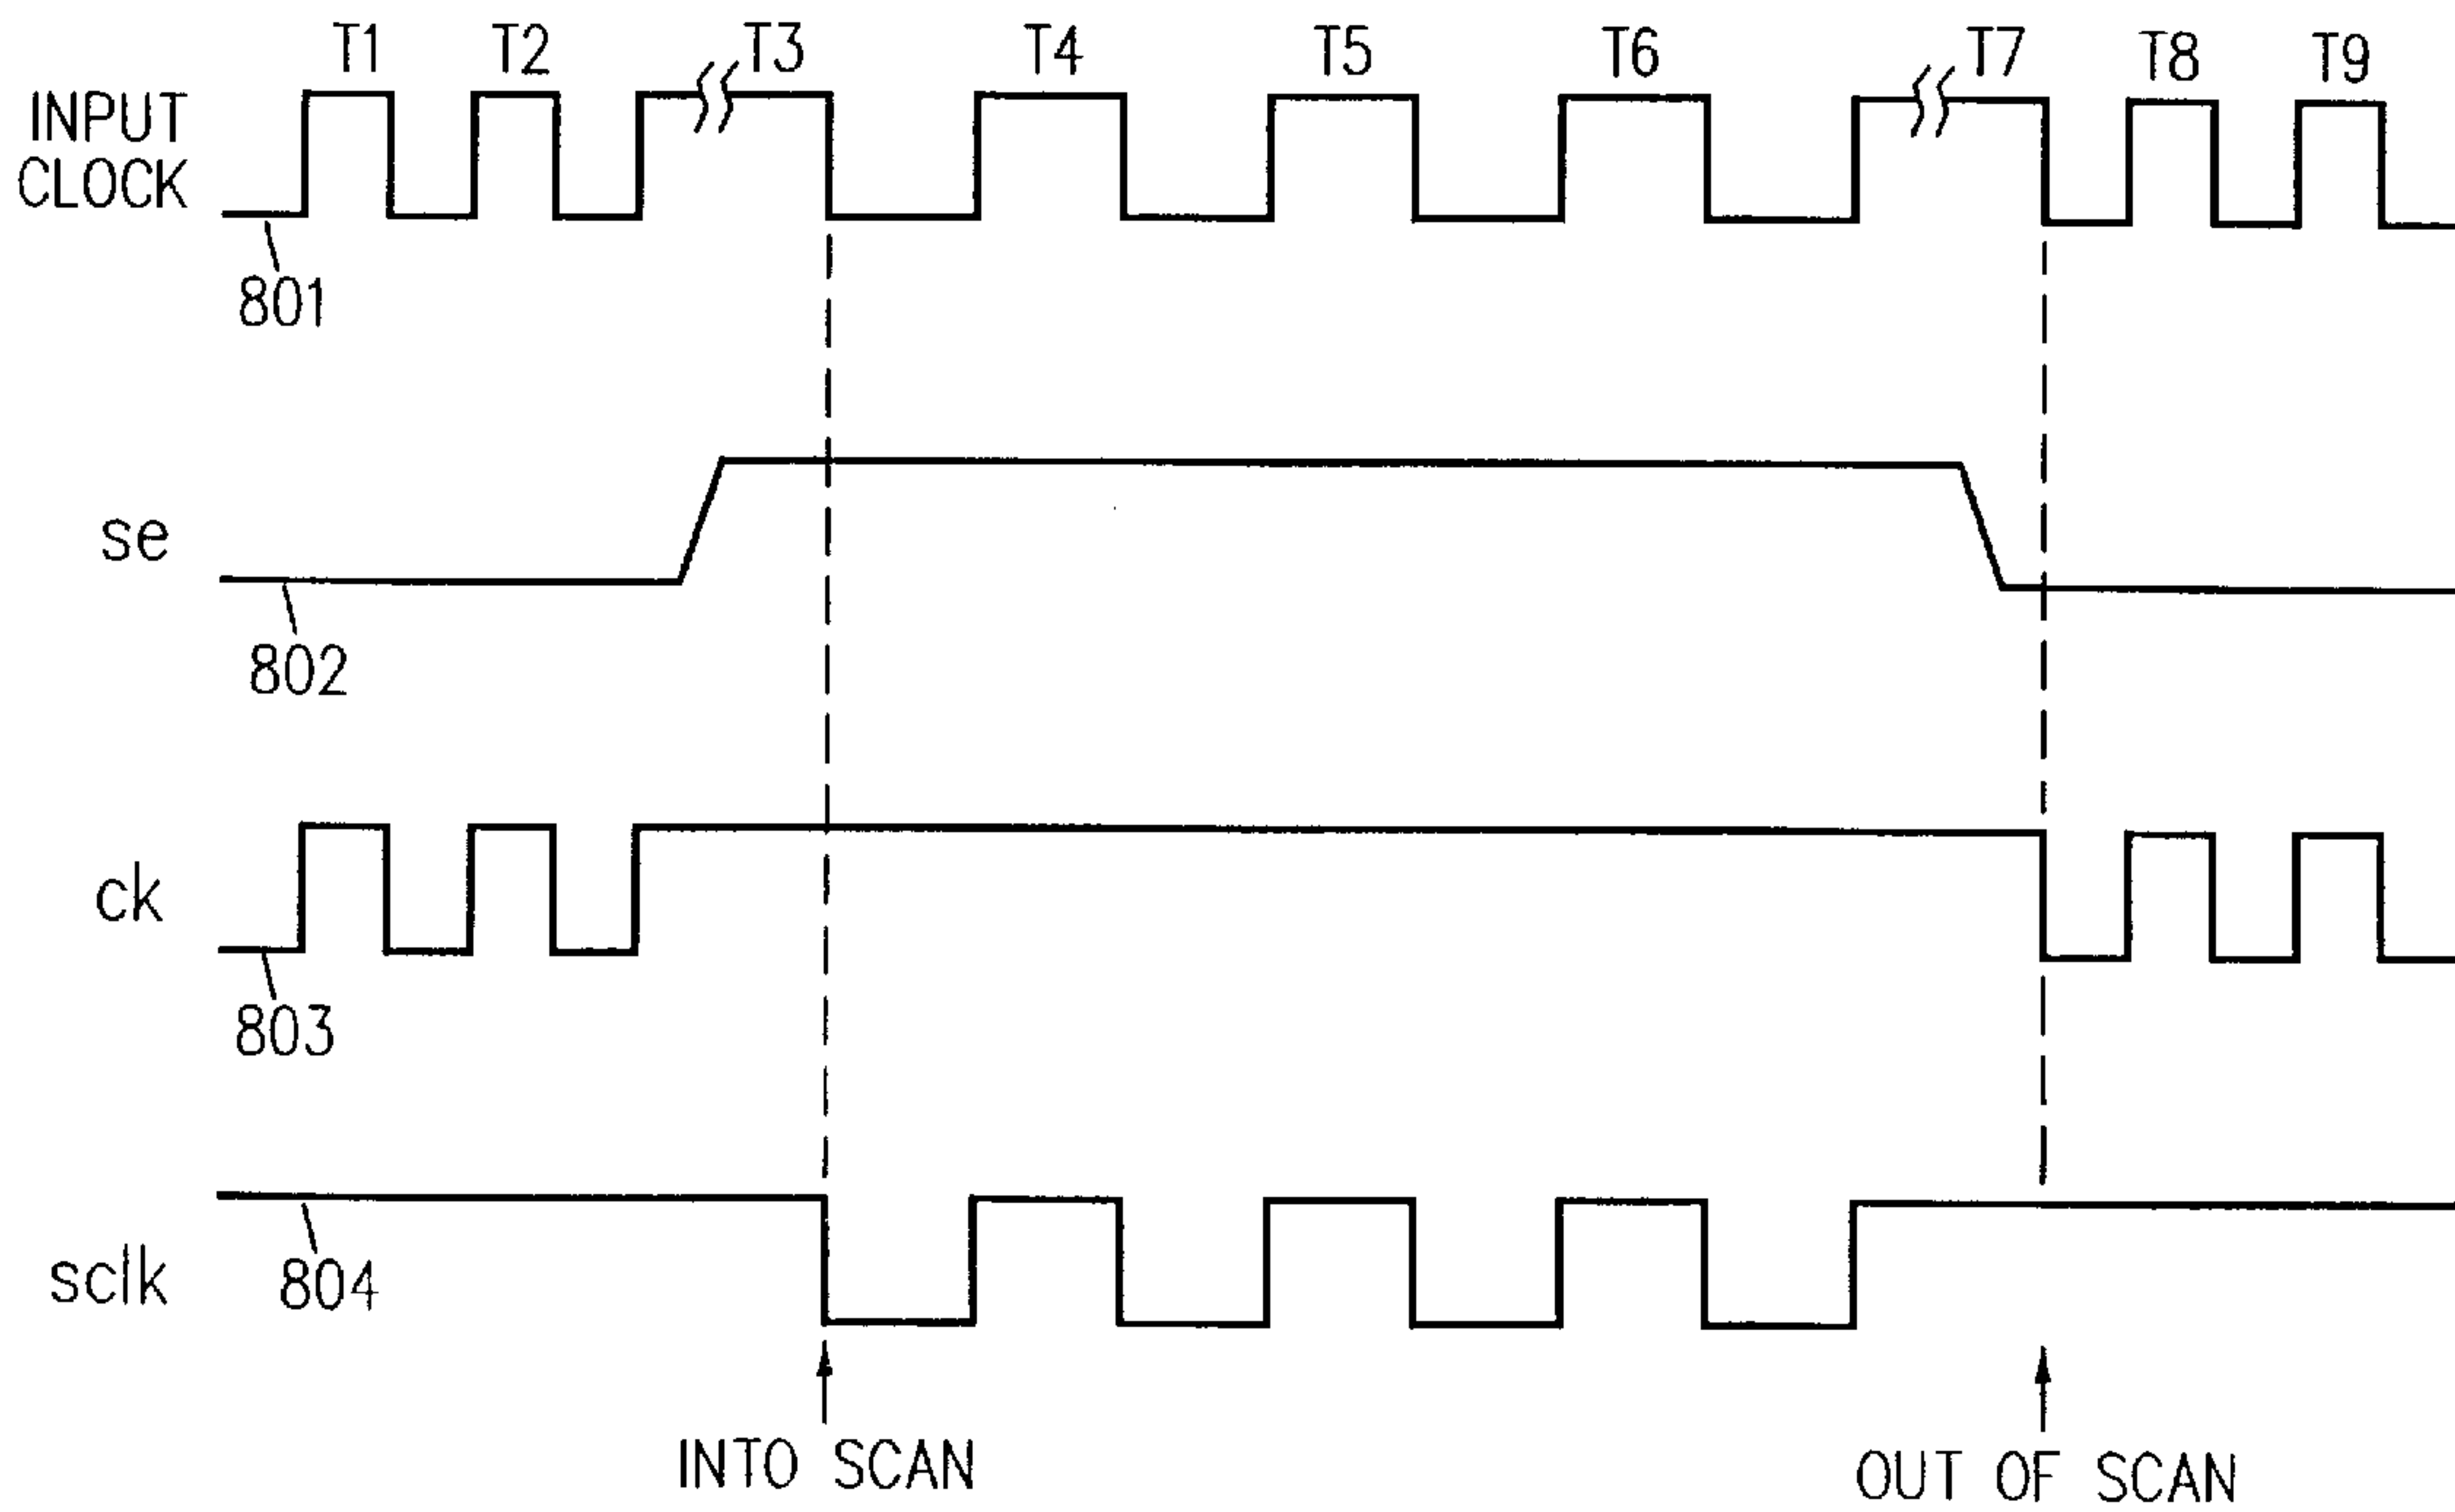 T1 T2 T3 T4 T5 T6 T7 T8 T9
INPUT
CLOCK
801
se
802
ck
803
sclk
804
INTO SCAN
OUT OF SCAN